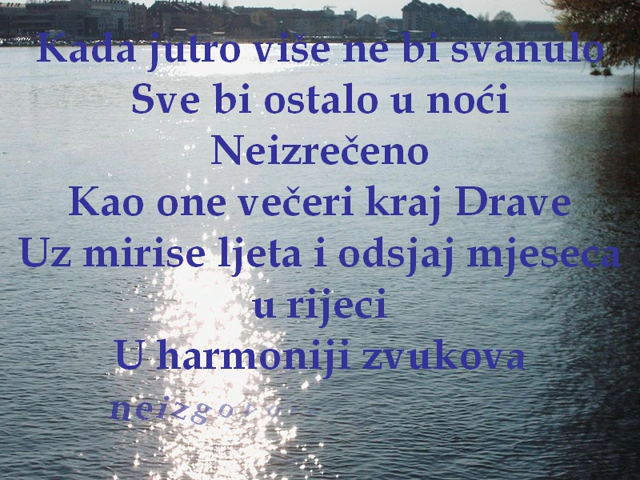 Kada jutro više ne bi svanulo
Sve bi ostalo u noći
Neizrečeno
Kao one večeri kraj Drave
Uz mirise ljeta i odsjaj mjeseca
u rijeci
U harmoniji zvukova